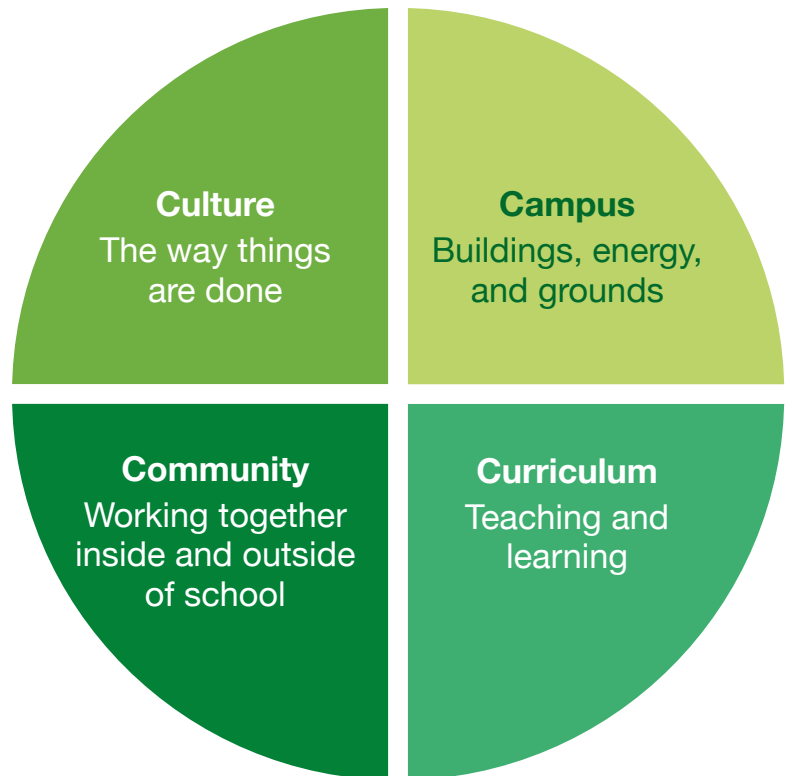 Culture
The way things
are done
Campus
Buildings, energy,
and grounds
Community
Working together
inside and outside
of school
Curriculum
Teaching and
learning